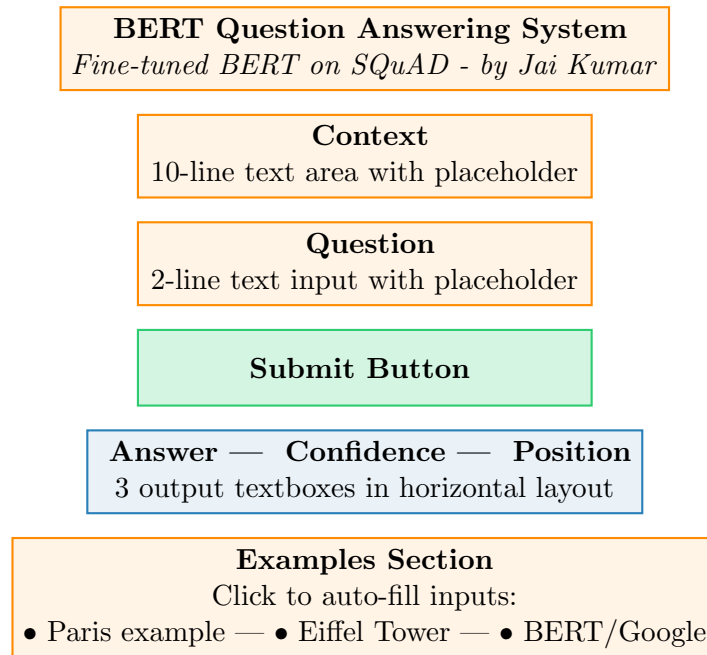 BERT Question Answering System
Fine-tuned BERT on SQuAD - by Jai Kumar
Context
10-line text area with placeholder
Question
2-line text input with placeholder
Submit Button
Answer — Confidence — Position
3 output textboxes in horizontal layout
Examples Section
Click to auto-fill inputs:
• Paris example — • Eiffel Tower — • BERT/Google